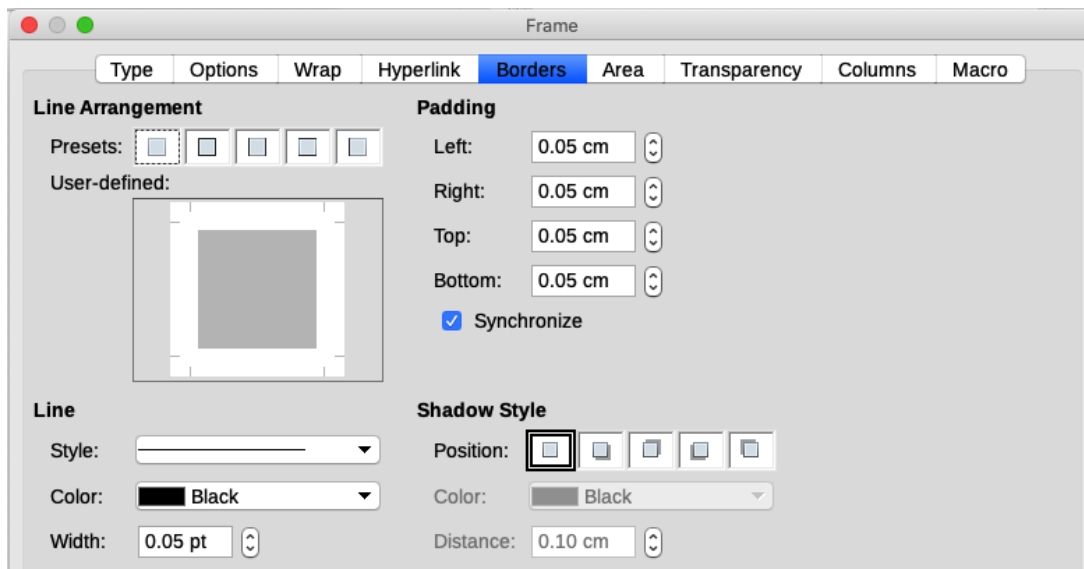 Frame
Type Options Wrap Hyperlink Borders Area Transparency Columns Macro
Line Arrangement
Presets:
User-defined:
Padding
Left: 0.05 cm
Right: 0.05 cm
Top: 0.05 cm
Bottom: 0.05 cm
Synchronize
Line
Style:
Color: Black
Width: 0.05 pt
Shadow Style
Position:
Color: Black
Distance: 0.10 cm